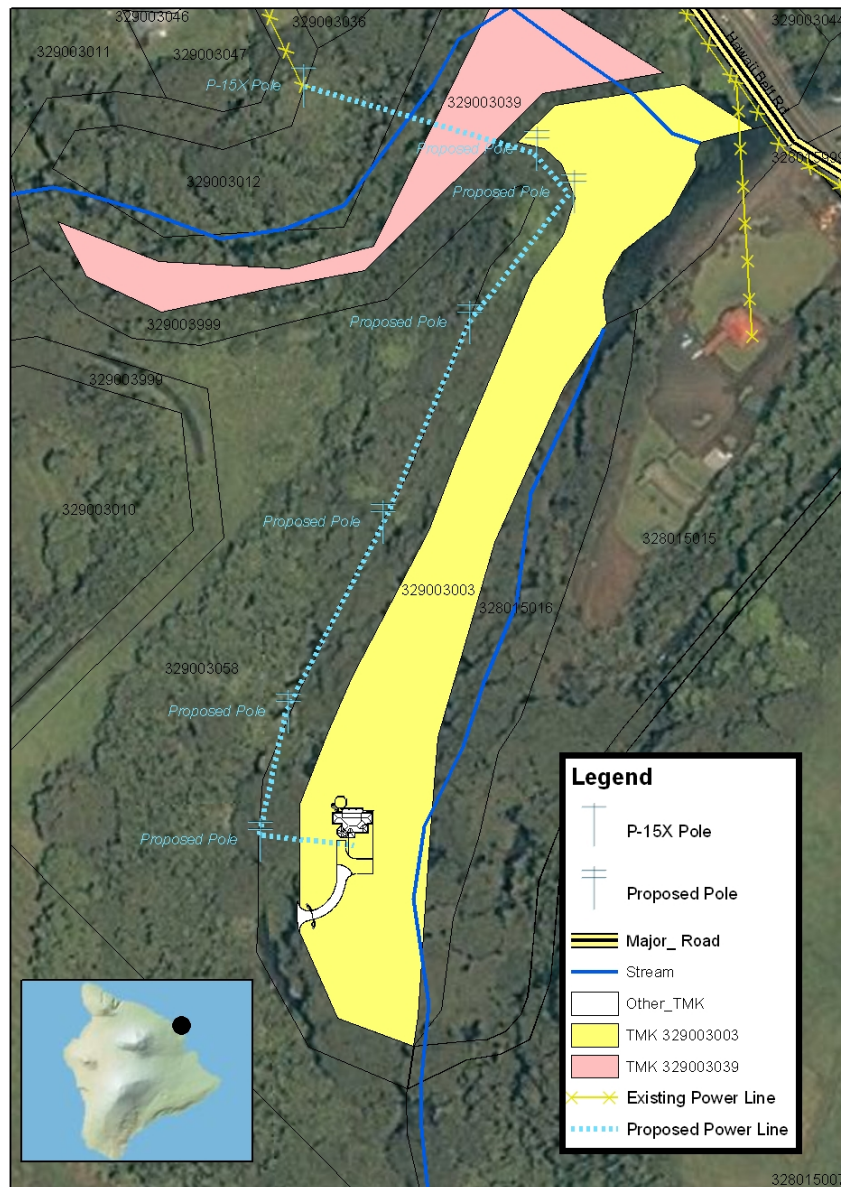 329003046
329003036
329003044
329003011
329003047
Hawaii Belt Rd
P-15X Pole
329003039
Proposed Pole
328015999
329003012
Proposed Pole
Proposed Pole
329003999
329003999
329003010
Proposed Pole
328015015
329003003
328015016
329003058
Proposed Pole
Proposed Pole
Legend
P-15X Pole
Proposed Pole
Major_ Road
Stream
Other_TMK
TMK 329003003
TMK 329003039
Existing Power Line
Proposed Power Line
328015007